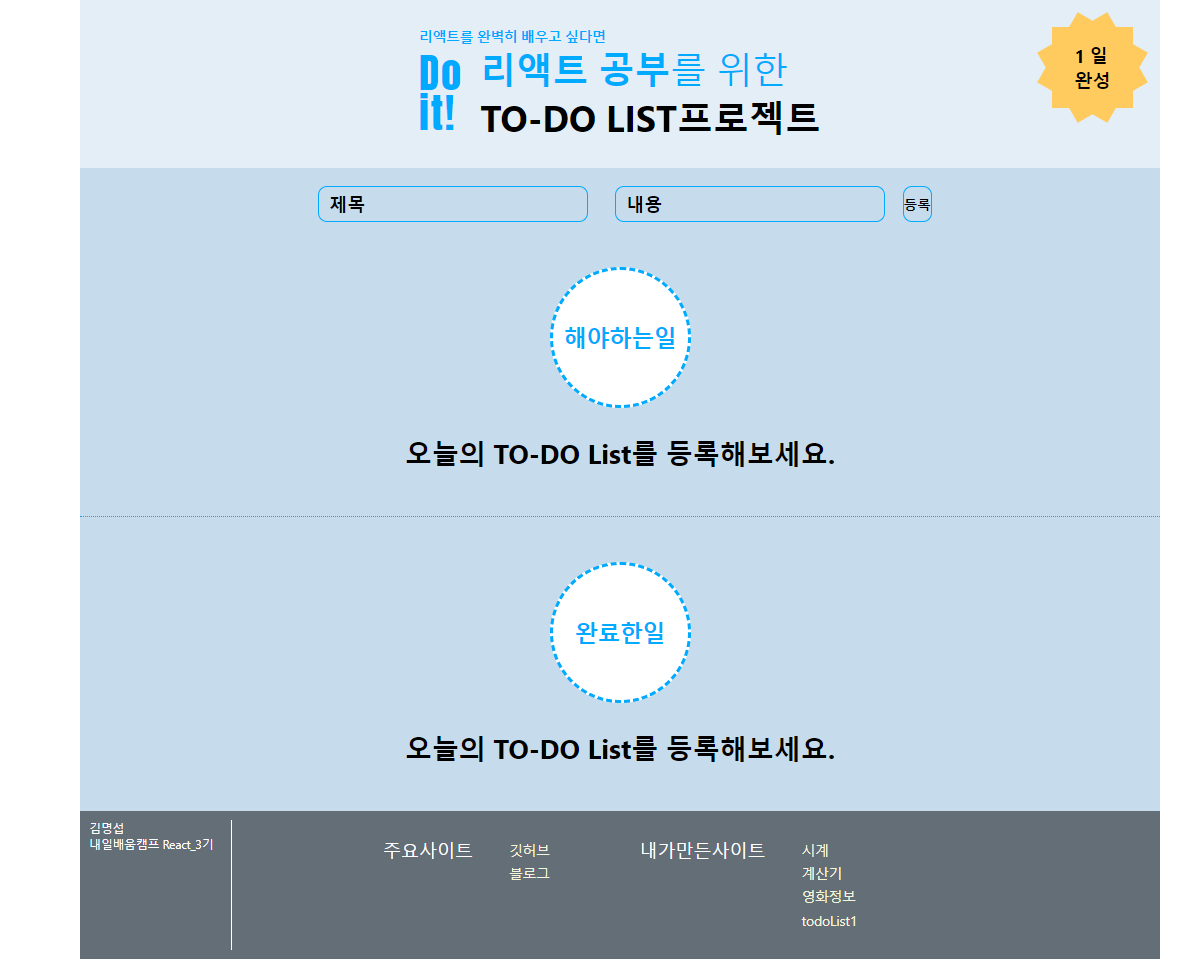 리액트를 완벽히 배우고 싶다면
Do it!
리액트 공부를 위한
TO-DO LIST프로젝트
1 일
완성
제목
내용
등록
해야하는일
오늘의 TO-DO List를 등록해보세요.
완료한일
오늘의 TO-DO List를 등록해보세요.
김명섭
내일배움캠프 React_3기
주요사이트
깃허브
블로그
내가만든사이트
시계
계산기
영화정보
todoList1